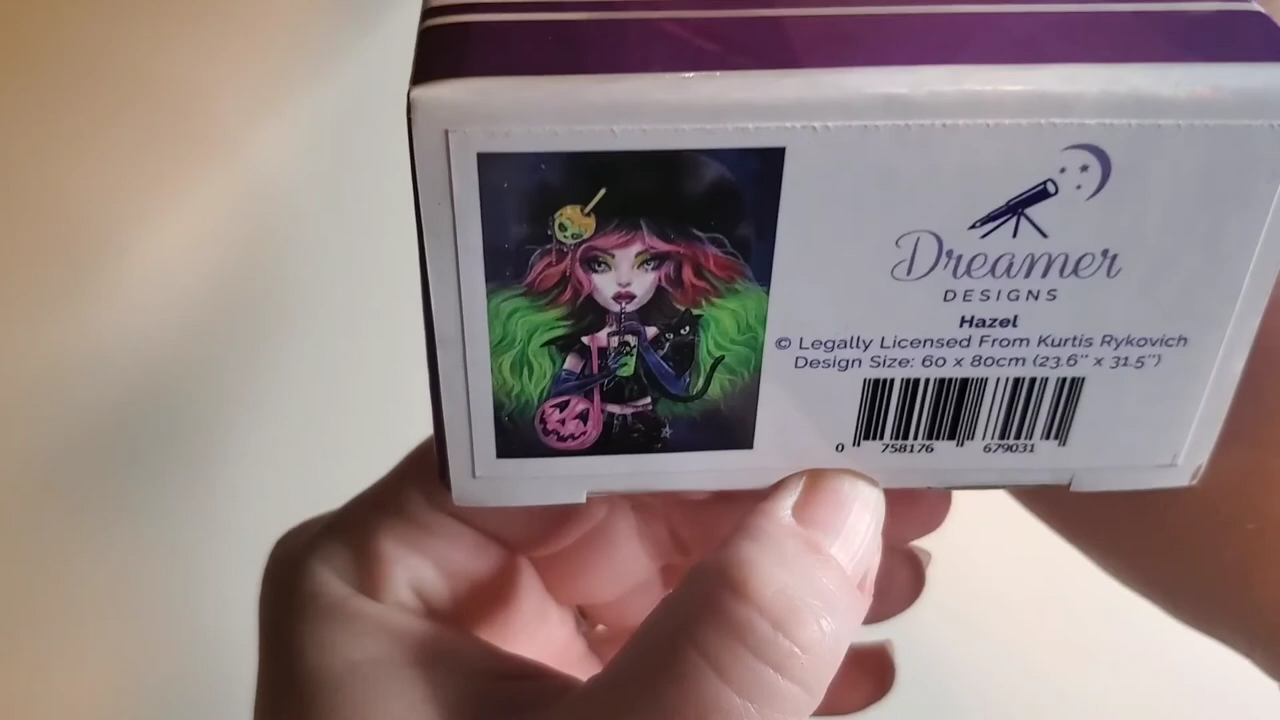 Dreamer
DESIGNS
Hazel
© Legally Licensed From Kurtis Rykovich
Design Size: 60 x 80cm (23.6" x 31.5")
0 758176 679031